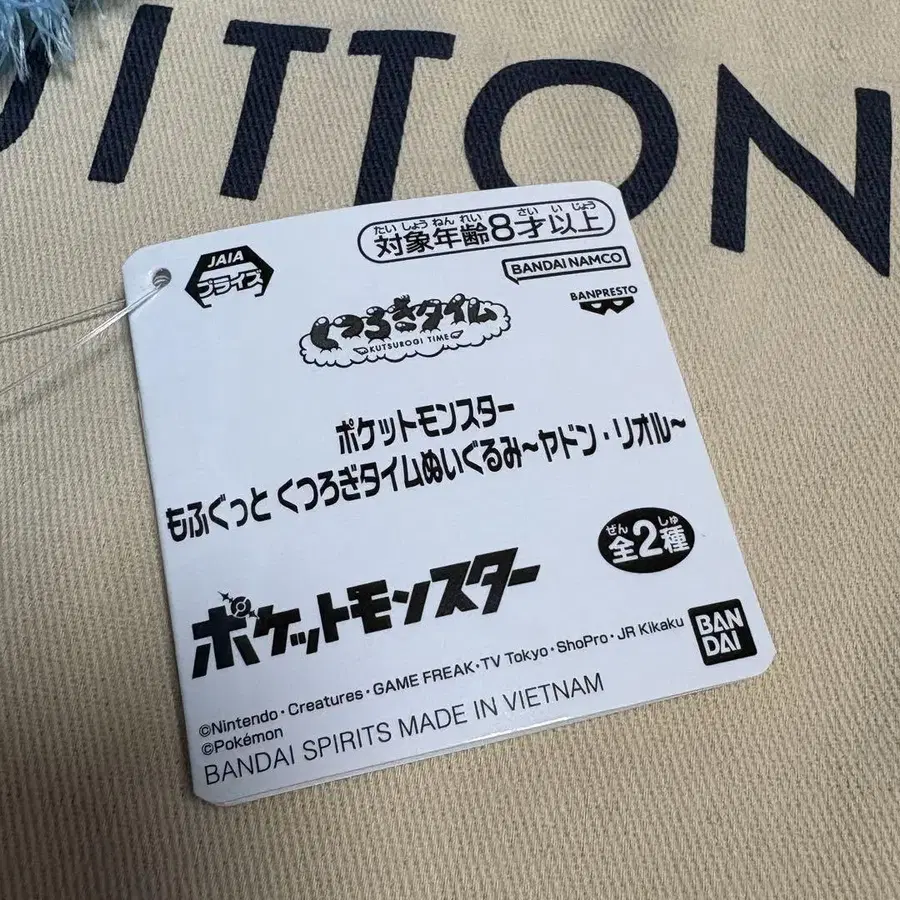 UITTON
JAIA
プライズ
たいしょうねんれい さい いじょう
対象年齢8才以上
BANDAI NAMCO
BANPRESTO
くつろぎタイム
KUTSUROGI TIME
ポケットモンスター
もふぐっと くつろぎタイムぬいぐるみ~ヤドン・リオル~
ぜん しゅ
全2種
ポケットモンスター
BAN
DAI
©Nintendo・Creatures・GAME FREAK・TV Tokyo・ShoPro・JR Kikaku
©Pokémon
BANDAI SPIRITS MADE IN VIETNAM